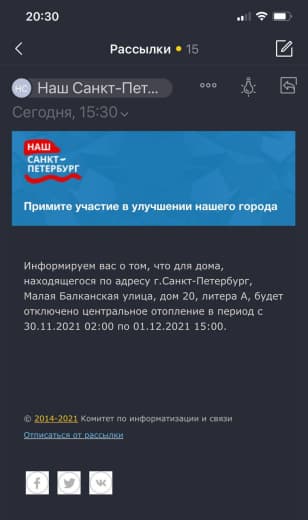 20:30
Рассылки • 15
НС Наш Санкт-Пет...
Сегодня, 15:30
НАШ
САНКТ-
ПЕТЕРБУРГ
Примите участие в улучшении нашего города
Информируем вас о том, что для дома,
находящегося по адресу г.Санкт-Петербург,
Малая Балканская улица, дом 20, литера А, будет
отключено центральное отопление в период с
30.11.2021 02:00 по 01.12.2021 15:00.
© 2014-2021 Комитет по информатизации и связи
Отписаться от рассылки